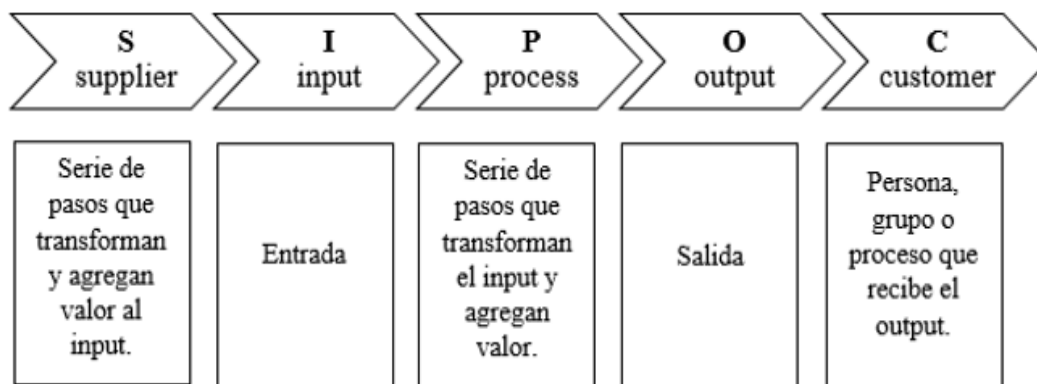 S
supplier
I
input
P
process
O
output
C
customer
Serie de
pasos que
transforman
y agregan
valor al
input.
Entrada
Serie de
pasos que
transforman
el input y
agregan
valor.
Salida
Persona,
grupo o
proceso que
recibe el
output.